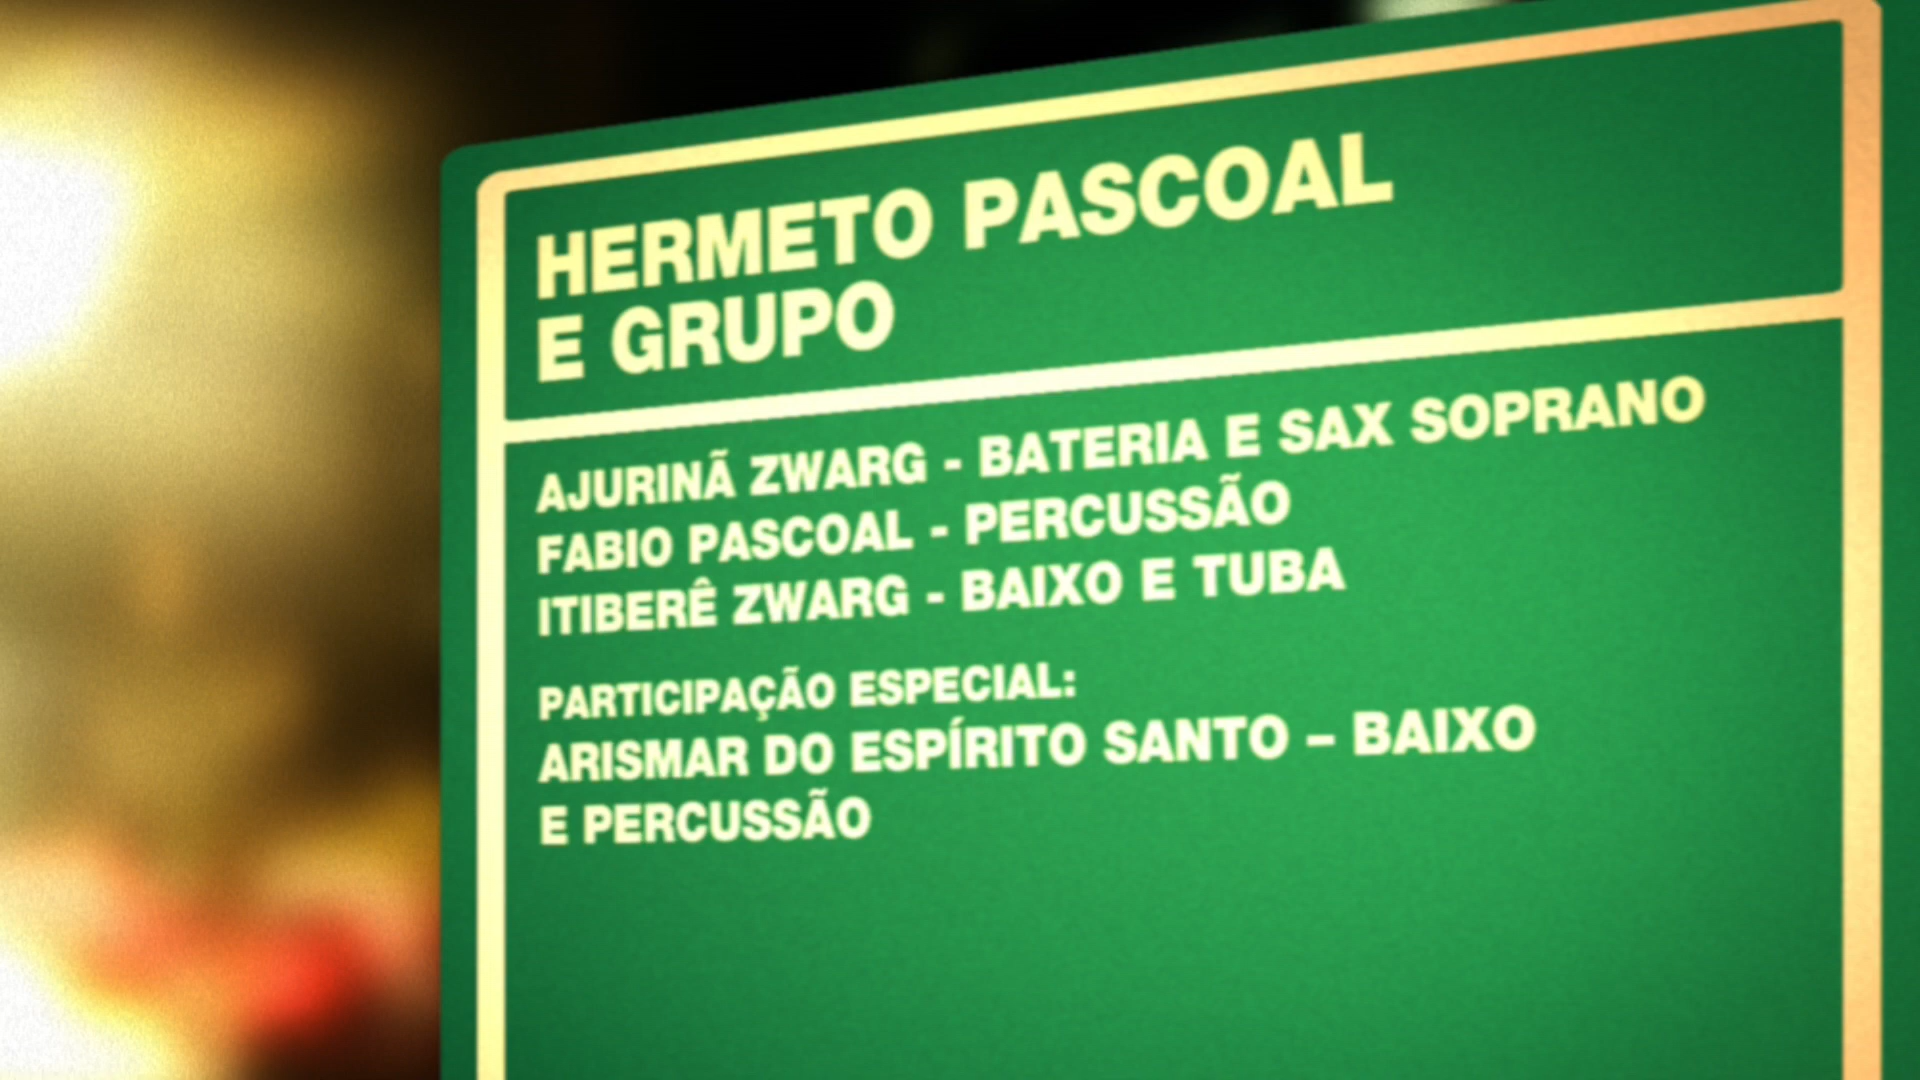 HERMETO PASCOAL
E GRUPO
AJURINÃ ZWARG - BATERIA E SAX SOPRANO
FABIO PASCOAL - PERCUSSÃO
ITIBERÊ ZWARG - BAIXO E TUBA
PARTICIPAÇÃO ESPECIAL:
ARISMAR DO ESPÍRITO SANTO – BAIXO
E PERCUSSÃO